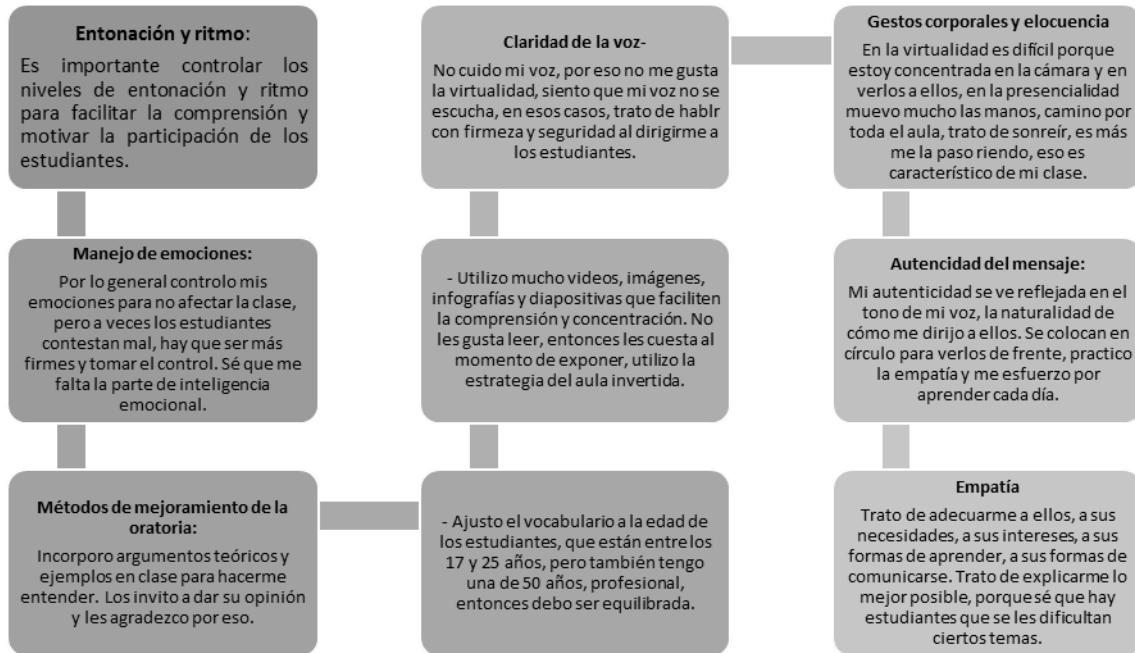 Entonación y ritmo:
Es importante controlar los
niveles de entonación y ritmo
para facilitar la comprensión y
motivar la participación de los
estudiantes.
Manejo de emociones:
Por lo general controlo mis
emociones para no afectar la clase,
pero a veces los estudiantes
contestan mal, hay que ser más
firmes y tomar el control. Sé que me
falta la parte de inteligencia
emocional.
Métodos de mejoramiento de la
oratoria:
Incorporo argumentos teóricos y
ejemplos en clase para hacerme
entender. Los invito a dar su opinión
y les agradezco por eso.
- Ajusto el vocabulario a la edad de
los estudiantes, que están entre los
17 y 25 años, pero también tengo
una de 50 años, profesional,
entonces debo ser equilibrada.
- Utilizo mucho videos, imágenes,
infografías y diapositivas que faciliten
la comprensión y concentración. No
les gusta leer, entonces les cuesta al
momento de exponer, utilizo la
estrategia del aula invertida.
Claridad de la voz-
No cuido mi voz, por eso no me gusta
la virtualidad, siento que mi voz no se
escucha, en esos casos, trato de hablr
con firmeza y seguridad al dirigirme a
los estudiantes.
Gestos corporales y elocuencia
En la virtualidad es difícil porque
estoy concentrada en la cámara y en
verlos a ellos, en la presencialidad
muevo mucho las manos, camino por
toda el aula, trato de sonreír, es más
me la paso riendo, eso es
característico de mi clase.
Autencidad del mensaje:
Mi autenticidad se ve reflejada en el
tono de mi voz, la naturalidad de
cómo me dirijo a ellos. Se colocan en
círculo para verlos de frente, practico
la empatía y me esfuerzo por
aprender cada día.
Empatía
Trato de adecuarme a ellos, a sus
necesidades, a sus intereses, a sus
formas de aprender, a sus formas de
comunicarse. Trato de explicarme lo
mejor posible, porque sé que hay
estudiantes que se les dificultan
ciertos temas.